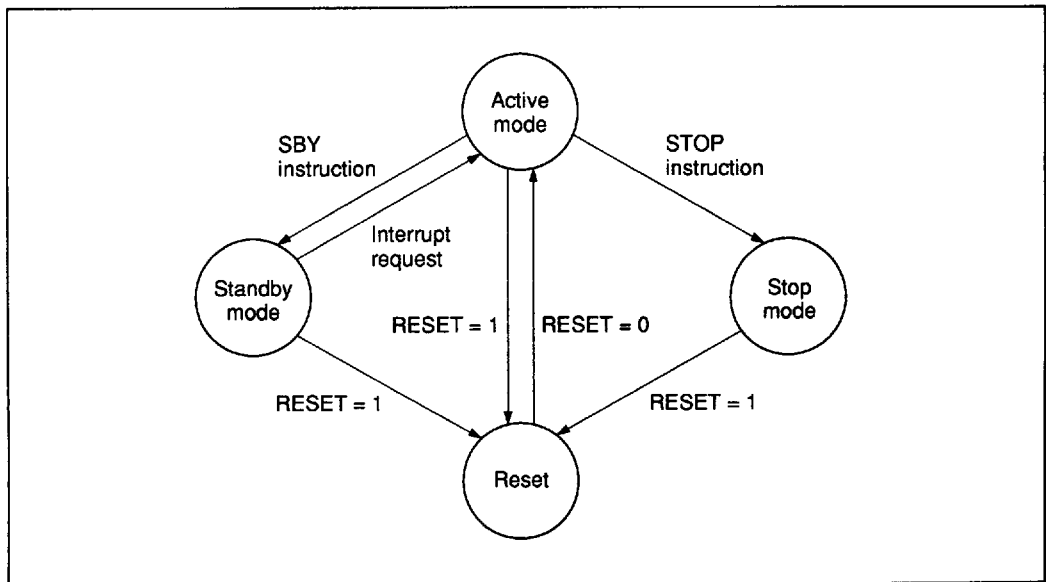 Active
mode
SBY
instruction
STOP
instruction
Interrupt
request
Standby
mode
Stop
mode
RESET = 1
RESET = 0
RESET = 1
RESET = 1
Reset